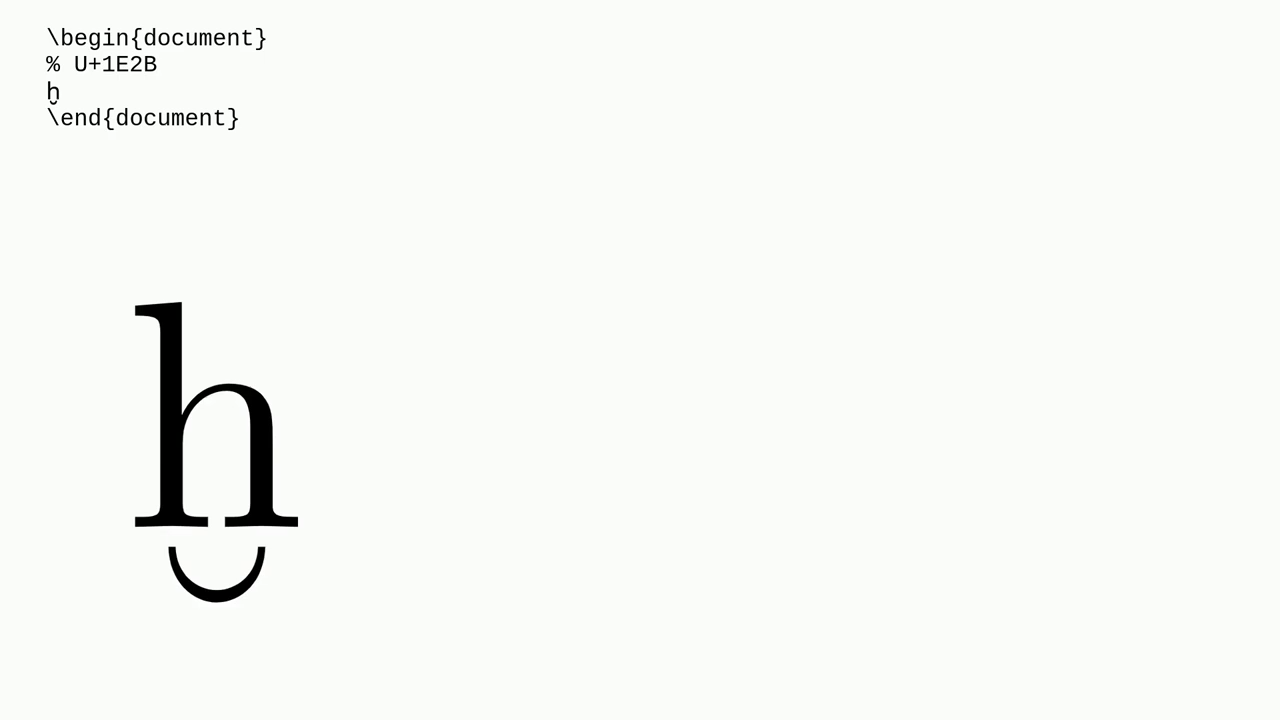 \begin{document}
% U+1E2B
ḫ
\end{document}
ḫ